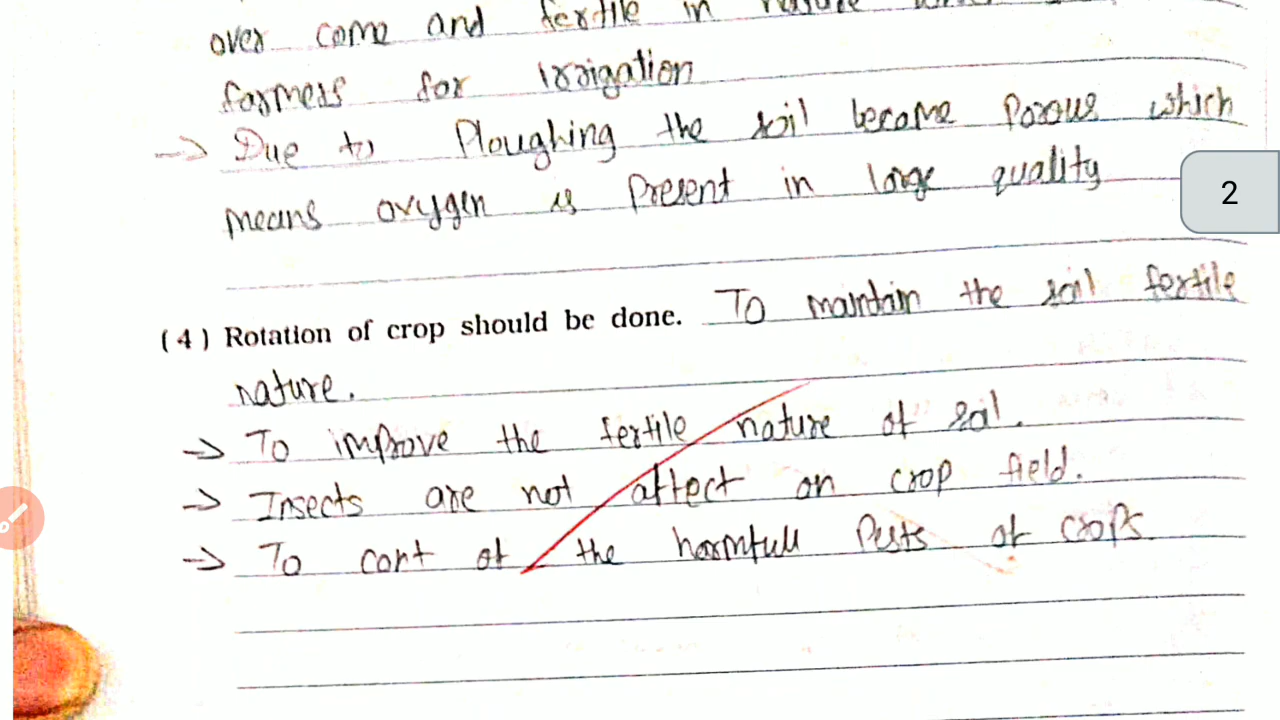 over come and fertile in nature
farmers for Irrigation
→ Due to Ploughing the soil become Porous which
means oxygen is Present in large quality
2
(4) Rotation of crop should be done. To maintain the soil fertile
nature.
→ To improve the fertile nature of soil.
→ Insects are not affect on crop field.
→ To cont of the harmfull Pests of crops.